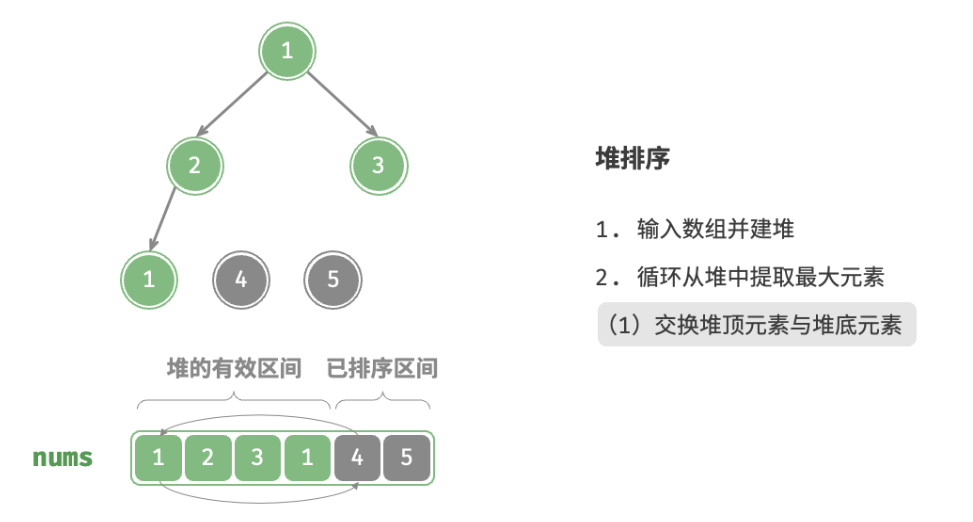 1
2
3
1
4
5
堆排序
1. 输入数组并建堆
2. 循环从堆中提取最大元素
（1）交换堆顶元素与堆底元素
堆的有效区间 已排序区间
nums 1 2 3 1 4 5